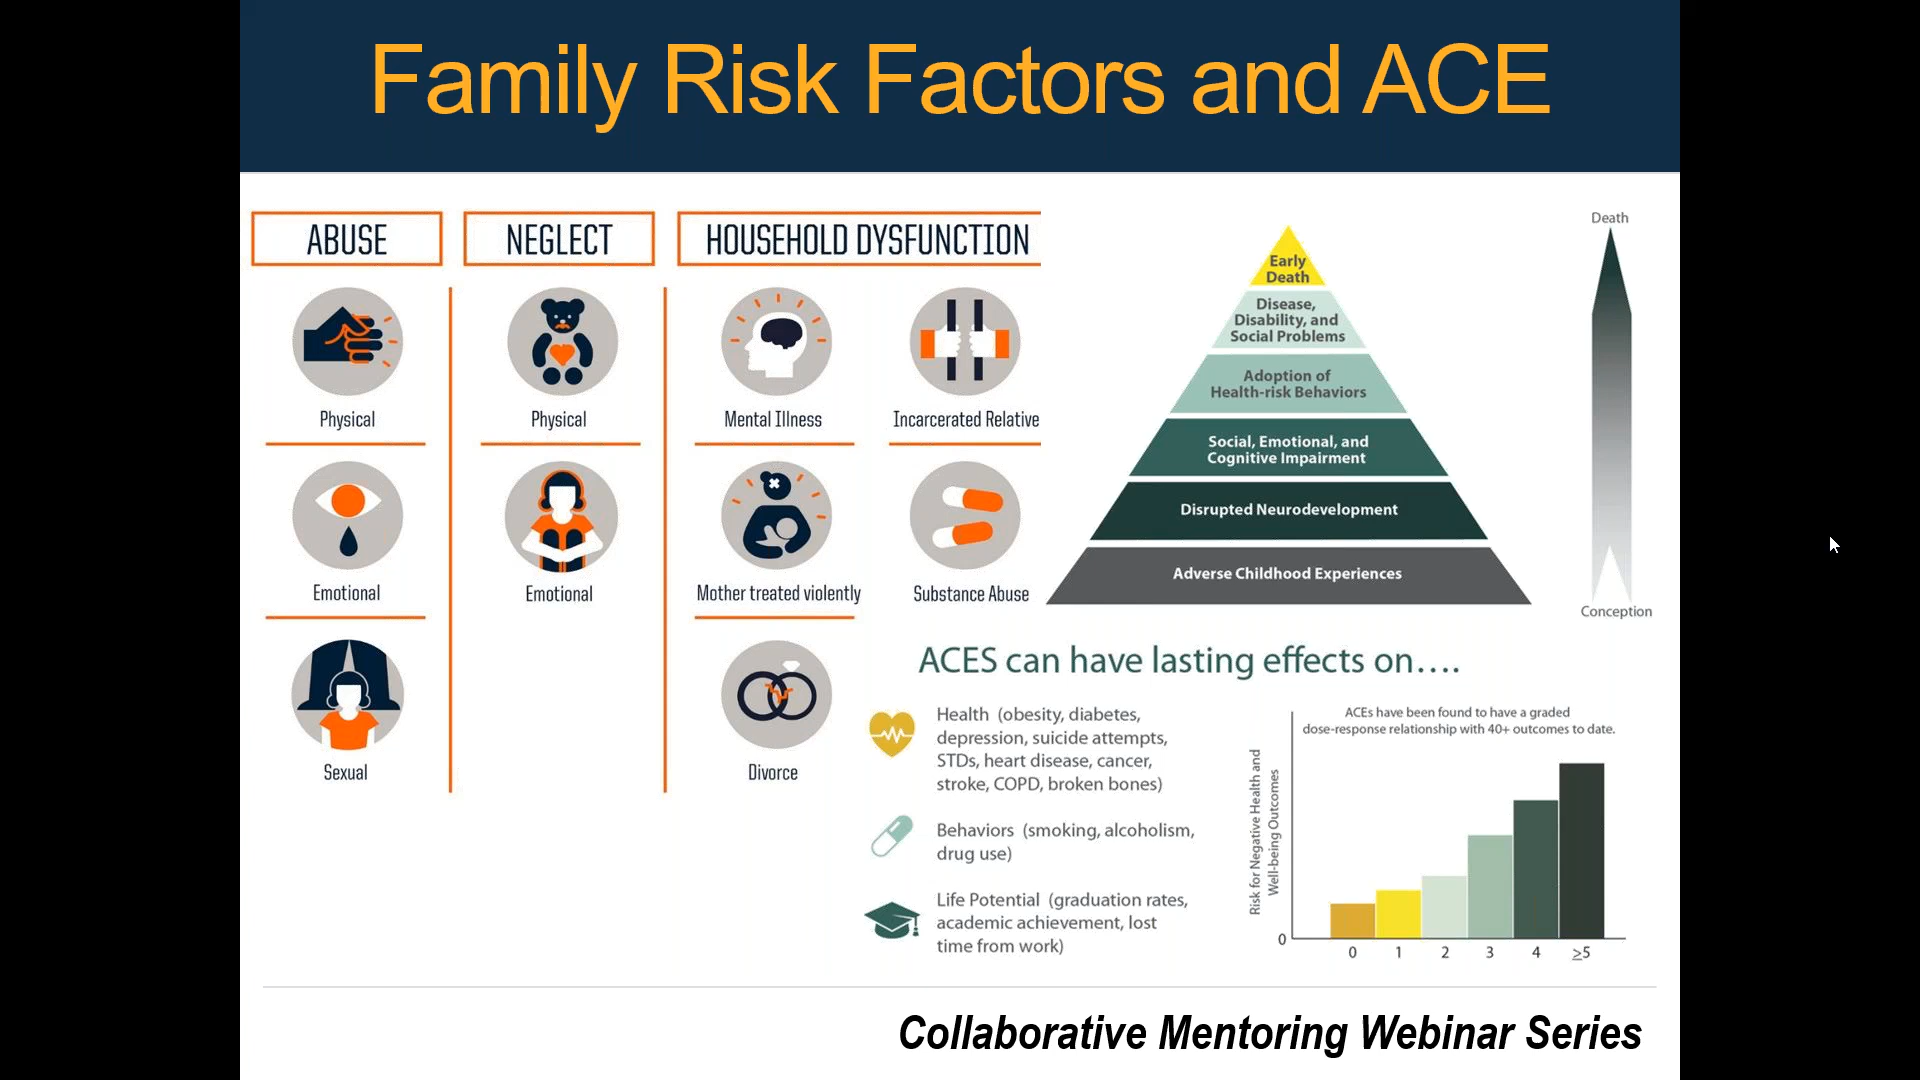 Family Risk Factors and ACE
ABUSE
NEGLECT
HOUSEHOLD DYSFUNCTION
Physical
Physical
Mental Illness
Incarcerated Relative
Emotional
Emotional
Mother treated violently
Substance Abuse
Sexual
Divorce
Early
Death
Disease,
Disability, and
Social Problems
Adoption of
Health-risk Behaviors
Social, Emotional, and
Cognitive Impairment
Disrupted Neurodevelopment
Adverse Childhood Experiences
Death
Conception
ACES can have lasting effects on....
Health (obesity, diabetes,
depression, suicide attempts,
STDs, heart disease, cancer,
stroke, COPD, broken bones)
Behaviors (smoking, alcoholism,
drug use)
Life Potential (graduation rates,
academic achievement, lost
time from work)
ACEs have been found to have a graded
dose-response relationship with 40+ outcomes to date.
Risk for Negative Health and
Well-being Outcomes
0
0 1 2 3 4 ≥5
Collaborative Mentoring Webinar Series